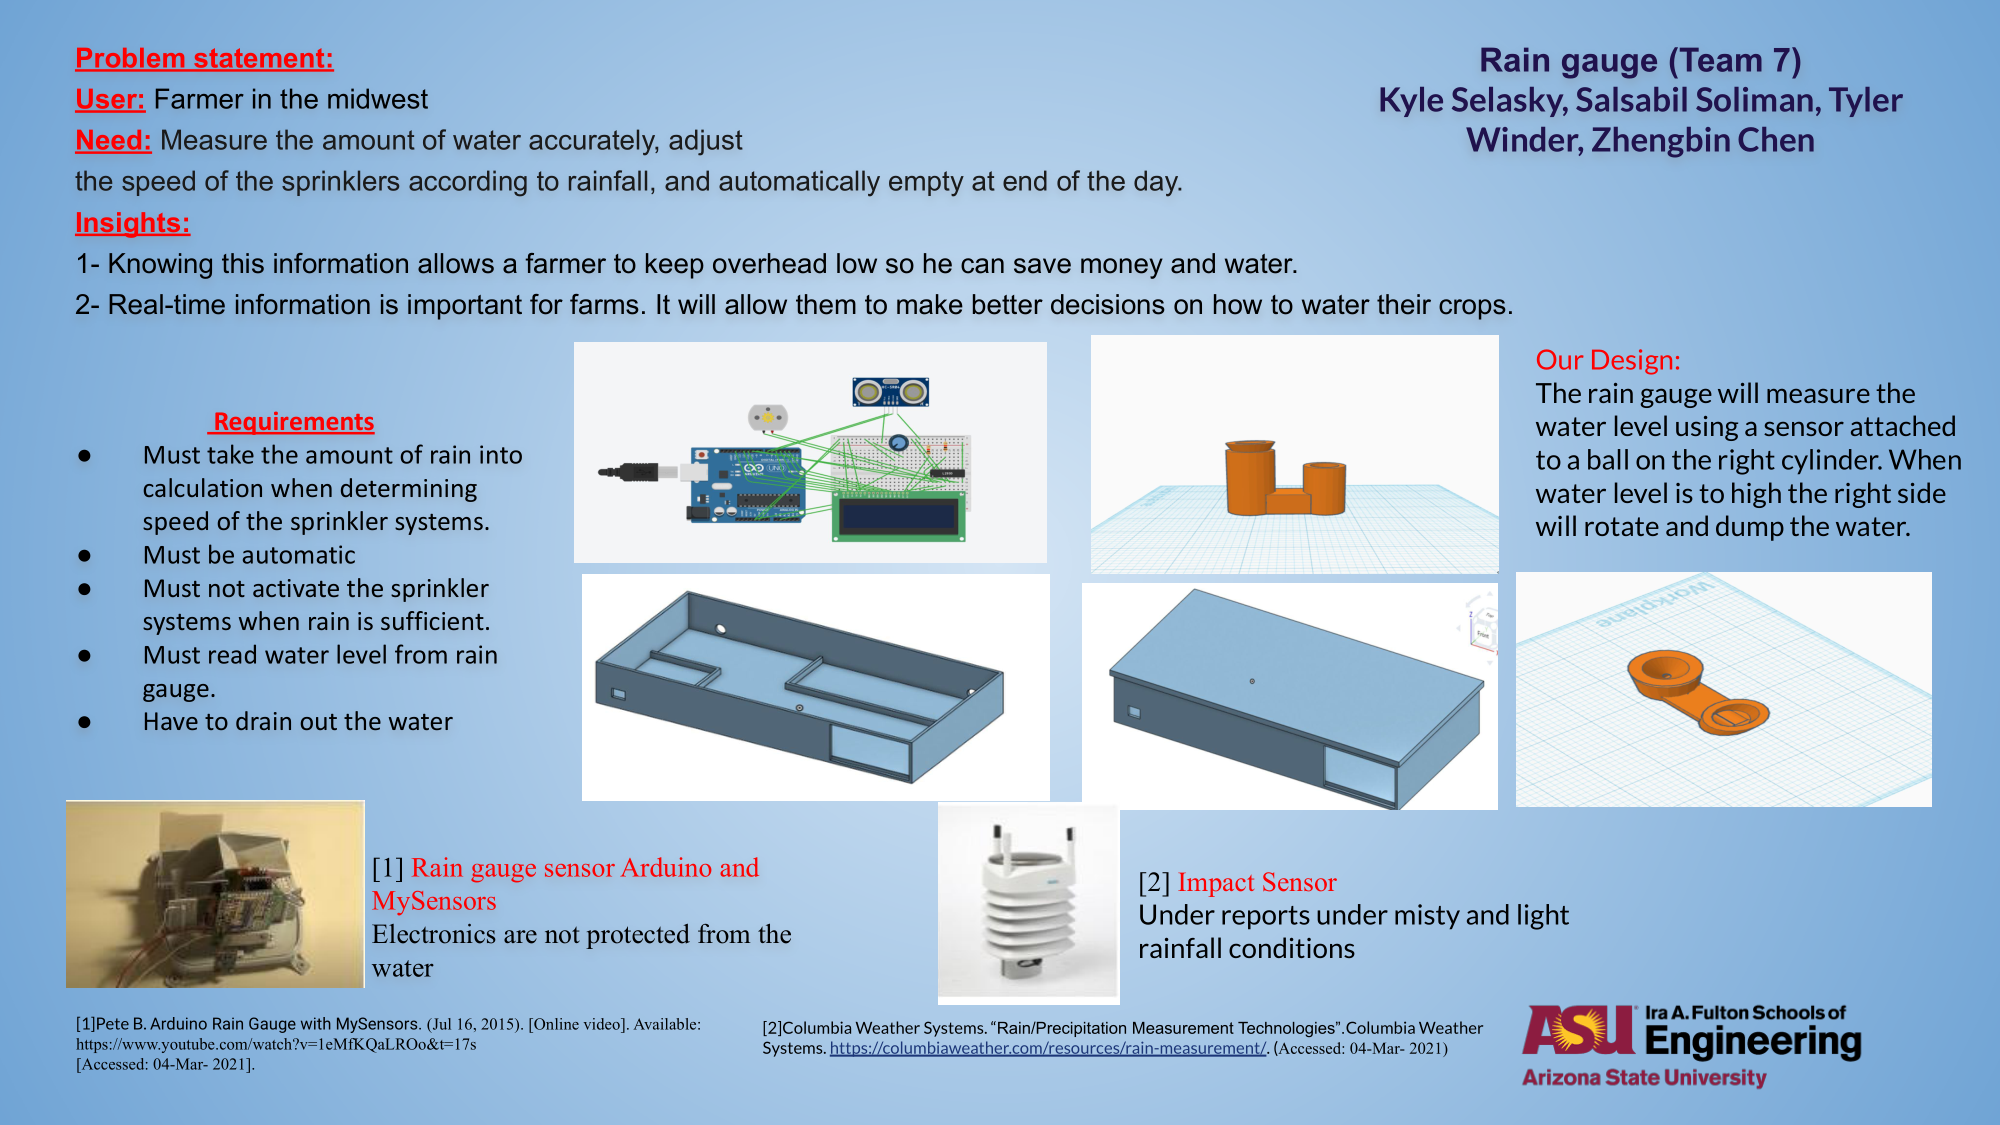 Problem statement:
User: Farmer in the midwest
Need: Measure the amount of water accurately, adjust
the speed of the sprinklers according to rainfall, and automatically empty at end of the day.
Insights:
1- Knowing this information allows a farmer to keep overhead low so he can save money and water.
2- Real-time information is important for farms. It will allow them to make better decisions on how to water their crops.
Rain gauge (Team 7)
Kyle Selasky, Salsabil Soliman, Tyler
Winder, Zhengbin Chen
Requirements
● Must take the amount of rain into
calculation when determining
speed of the sprinkler systems.
● Must be automatic
● Must not activate the sprinkler
systems when rain is sufficient.
● Must read water level from rain
gauge.
● Have to drain out the water
UNO
Our Design:
The rain gauge will measure the
water level using a sensor attached
to a ball on the right cylinder. When
water level is to high the right side
will rotate and dump the water.
Front
Workplane
[1] Rain gauge sensor Arduino and
MySensors
Electronics are not protected from the
water
[2] Impact Sensor
Under reports under misty and light
rainfall conditions
[1]Pete B. Arduino Rain Gauge with MySensors. (Jul 16, 2015). [Online video]. Available:
https://www.youtube.com/watch?v=1eMfKQaLROo&t=17s
[Accessed: 04-Mar- 2021].
[2]Columbia Weather Systems. “Rain/Precipitation Measurement Technologies”.Columbia Weather
Systems. https://columbiaweather.com/resources/rain-measurement/. (Accessed: 04-Mar- 2021)
ASU Ira A. Fulton Schools of
Engineering
Arizona State University